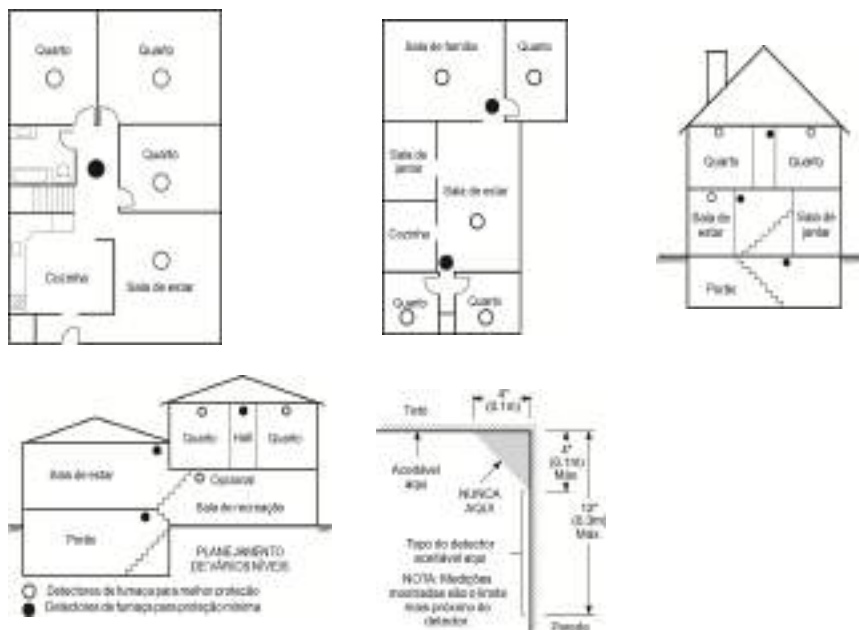 Quarto
Quarto
Quarto
Cozinha
Sala de estar
Sala de família
Quarto
Sala de
jantar
Sala de estar
Cozinha
Quarto
Quarto
Quarto
Quarto
Sala de
estar
Sala de
jantar
Porão
Quarto
Hall
Quarto
Sala de estar
Opcional
Sala de recreação
Porão
PLANEJAMENTO
DE VÁRIOS NÍVEIS
Detectores de fumaça para melhor proteção
Detectores de fumaça para proteção mínima
4"
(0.1m)
Teto
Aceitável
aqui
NUNCA
AQUI
4"
(0.1m)
Máx.
12"
(0.3m)
Máx.
Topo do detector
aceitável aqui
NOTA: Medições
mostradas são o limite
mais próximo do
detector
Parede